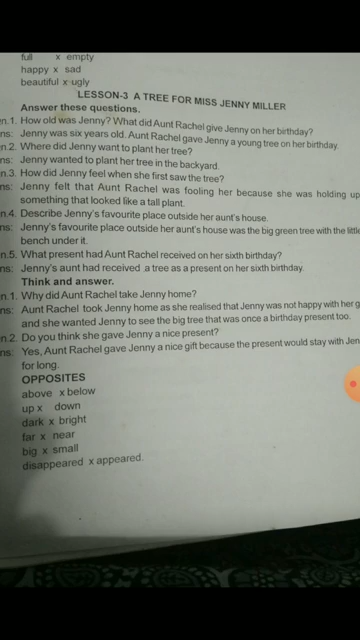 full x empty
happy x sad
beautiful x ugly
LESSON-3 A TREE FOR MISS JENNY MILLER
Answer these questions.
n.1. How old was Jenny? What did Aunt Rachel give Jenny on her birthday?
ns: Jenny was six years old. Aunt Rachel gave Jenny a young tree on her birthday.
n.2. Where did Jenny want to plant her tree?
ns: Jenny wanted to plant her tree in the backyard.
n.3. How did Jenny feel when she first saw the tree?
ns: Jenny felt that Aunt Rachel was fooling her because she was holding up
something that looked like a tall plant.
n.4. Describe Jenny's favourite place outside her aunt's house.
ns: Jenny's favourite place outside her aunt's house was the big green tree with the little
bench under it.
n.5. What present had Aunt Rachel received on her sixth birthday?
ns: Jenny's aunt had received a tree as a present on her sixth birthday.
Think and answer.
n.1. Why did Aunt Rachel take Jenny home?
ns: Aunt Rachel took Jenny home as she realised that Jenny was not happy with her g
and she wanted Jenny to see the big tree that was once a birthday present too.
n.2. Do you think she gave Jenny a nice present?
ns: Yes, Aunt Rachel gave Jenny a nice gift because the present would stay with Jen
for long.
OPPOSITES
above x below
up x down
dark x bright
far x near
big x small
disappeared x appeared.